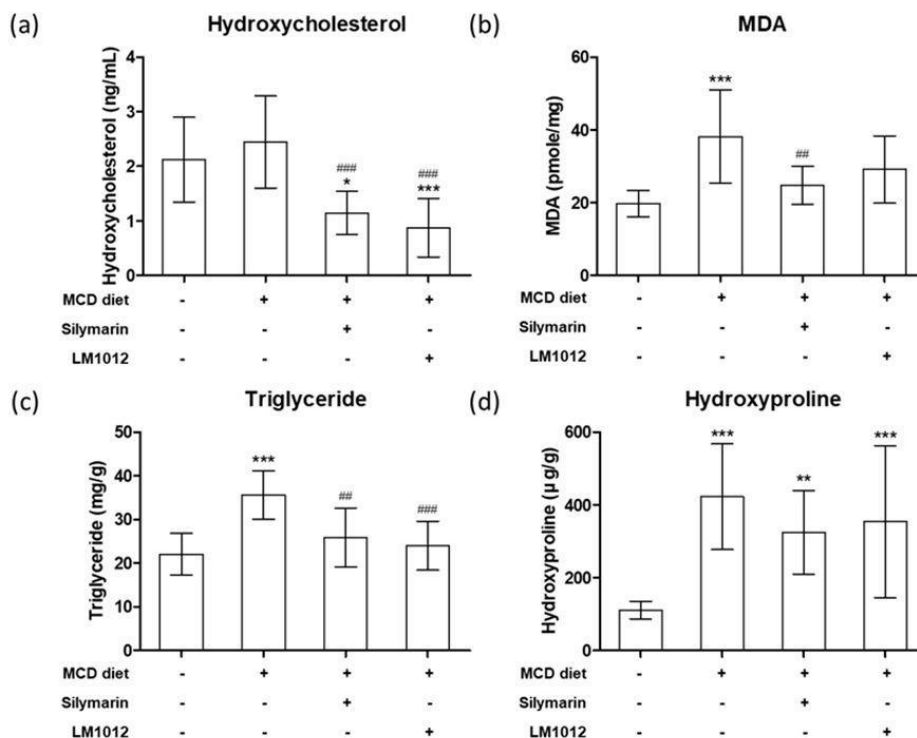 (a) Hydroxycholesterol
Hydroxycholesterol (ng/mL)
4
3
2
1
0
###
*
###
***
MCD diet - + + +
Silymarin - - + -
LM1012 - - - +
(b) MDA
MDA (pmole/mg)
60
40
20
0
***
##
MCD diet - + + +
Silymarin - - + -
LM1012 - - - +
(c) Triglyceride
Triglyceride (mg/g)
50
40
30
20
10
0
***
##
###
MCD diet - + + +
Silymarin - - + -
LM1012 - - - +
(d) Hydroxyproline
Hydroxyproline (µg/g)
600
400
200
0
***
**
***
MCD diet - + + +
Silymarin - - + -
LM1012 - - - +